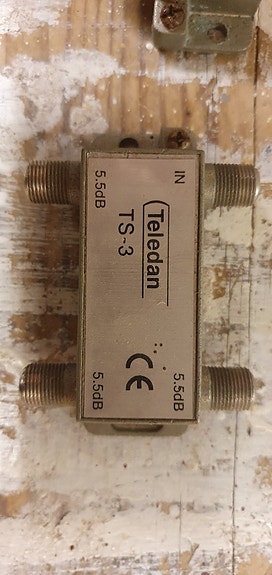 IN
5.5dB
Teledan
TS~3
CE
5.5dB
5.5dB